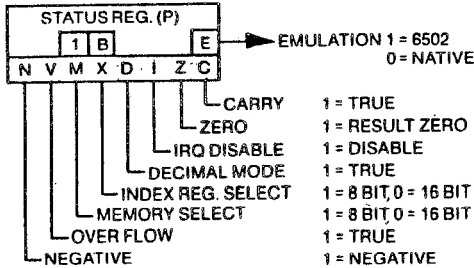 STATUS REG. (P)
1 B E EMULATION 1 = 6502
0 = NATIVE
N V M X D I Z C
CARRY 1 = TRUE
ZERO 1 = RESULT ZERO
IRQ DISABLE 1 = DISABLE
DECIMAL MODE 1 = TRUE
INDEX REG. SELECT 1 = 8 BIT, 0 = 16 BIT
MEMORY SELECT 1 = 8 BIT, 0 = 16 BIT
OVER FLOW 1 = TRUE
NEGATIVE 1 = NEGATIVE